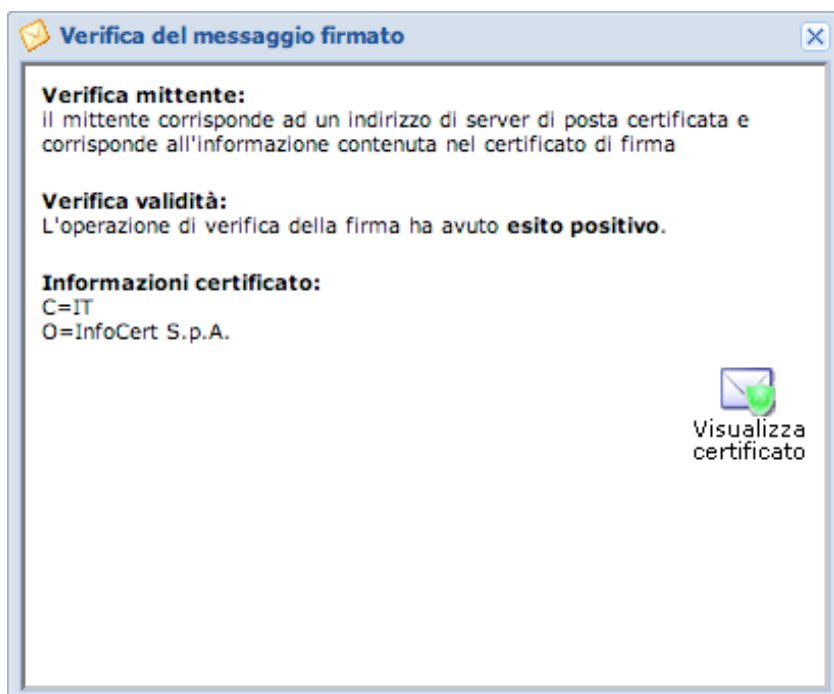 Verifica del messaggio firmato
Verifica mittente:
il mittente corrisponde ad un indirizzo di server di posta certificata e
corrisponde all'informazione contenuta nel certificato di firma
Verifica validità:
L'operazione di verifica della firma ha avuto esito positivo.
Informazioni certificato:
C=IT
O=InfoCert S.p.A.
Visualizza
certificato